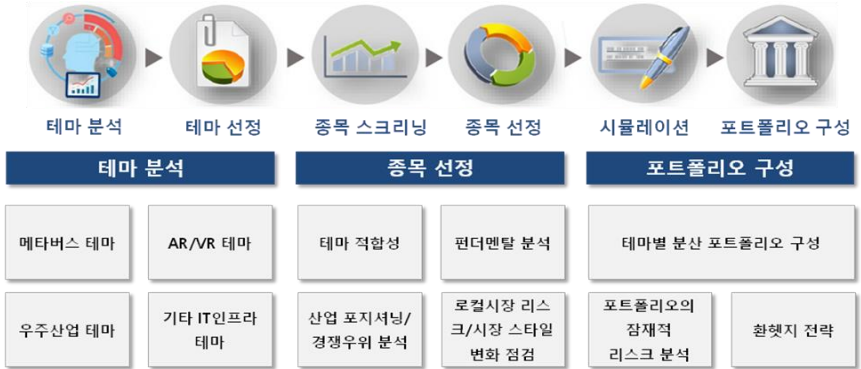 테마 분석
테마 선정
종목 스크리닝
종목 선정
시뮬레이션
포트폴리오 구성
테마 분석
종목 선정
포트폴리오 구성
메타버스 테마
AR/VR 테마
테마 적합성
펀더멘탈 분석
테마별 분산 포트폴리오 구성
우주산업 테마
기타 IT인프라
테마
산업 포지셔닝/
경쟁우위 분석
로컬시장 리스
크/시장 스타일
변화 점검
포트폴리오의
잠재적
리스크 분석
환헷지 전략